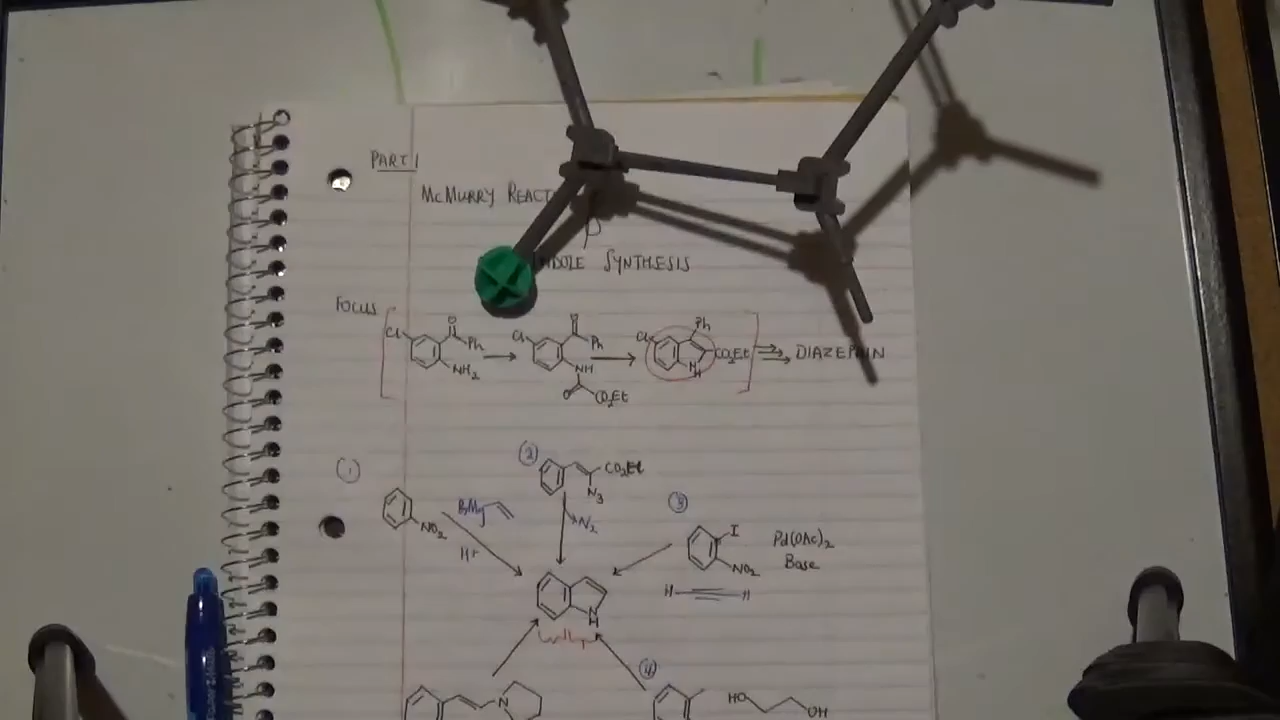 PART 1
McMURRY REACT
INDOLE SYNTHESIS
FOCUS
Cl O Ph NH2
Cl O Ph NH O CO2Et
Cl Ph N H CO2Et
DIAZEPAM
1
NO2
BrMg
H+
2
CO2Et
N3
N2
3
I
NO2
Pd(OAc)2
Base
H H
N
H
4
N
HO OH